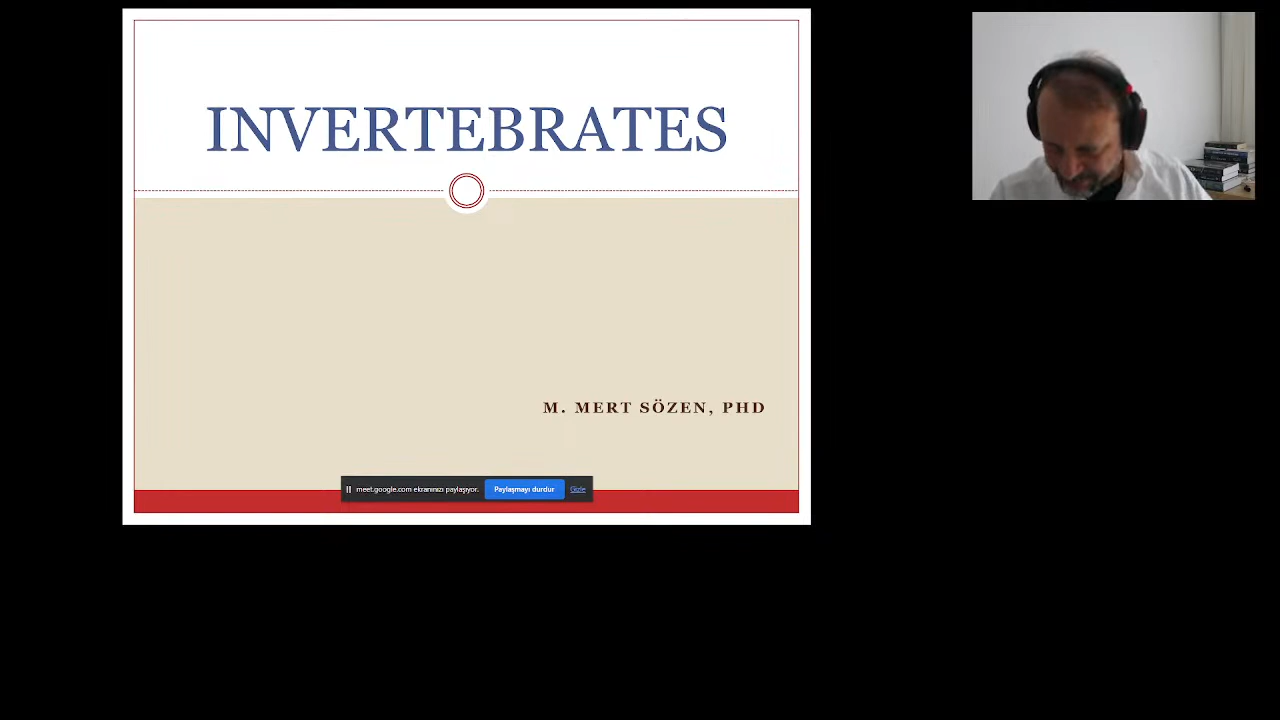 INVERTEBRATES
M. MERT SÖZEN, PHD
meet.google.com ekranınızı paylaşıyor. Paylaşmayı durdur Gizle